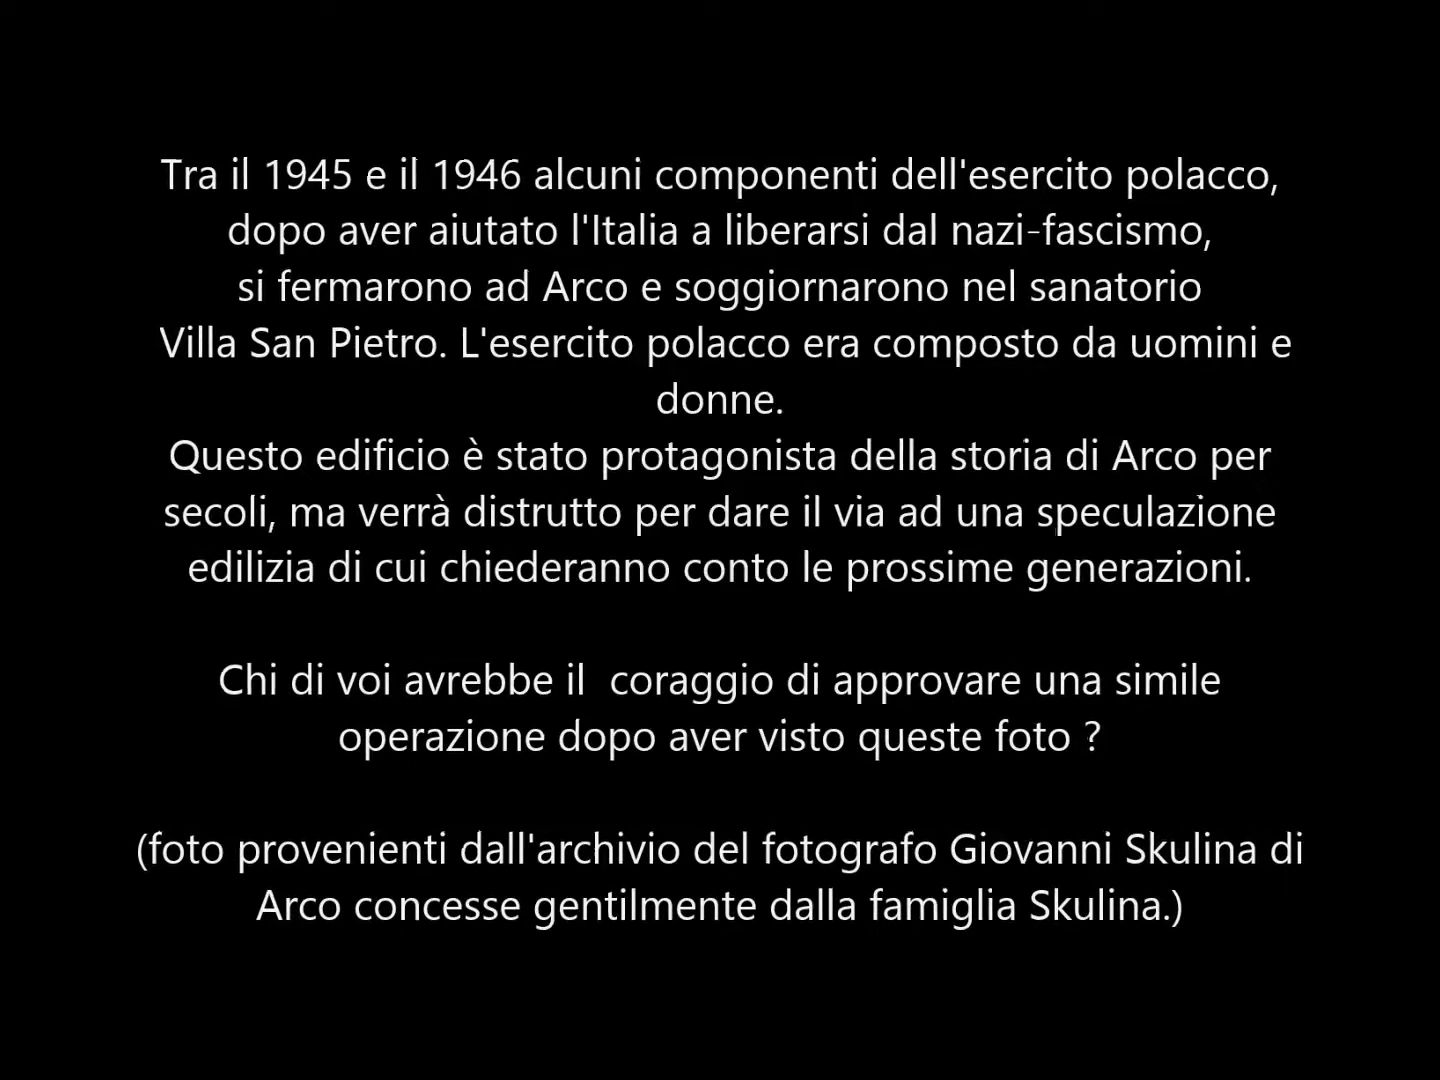 Tra il 1945 e il 1946 alcuni componenti dell'esercito polacco,
dopo aver aiutato l'Italia a liberarsi dal nazi-fascismo,
si fermarono ad Arco e soggiornarono nel sanatorio
Villa San Pietro. L'esercito polacco era composto da uomini e
donne.
Questo edificio è stato protagonista della storia di Arco per
secoli, ma verrà distrutto per dare il via ad una speculazione
edilizia di cui chiederanno conto le prossime generazioni.
Chi di voi avrebbe il  coraggio di approvare una simile
operazione dopo aver visto queste foto ?
(foto provenienti dall'archivio del fotografo Giovanni Skulina di
Arco concesse gentilmente dalla famiglia Skulina.)